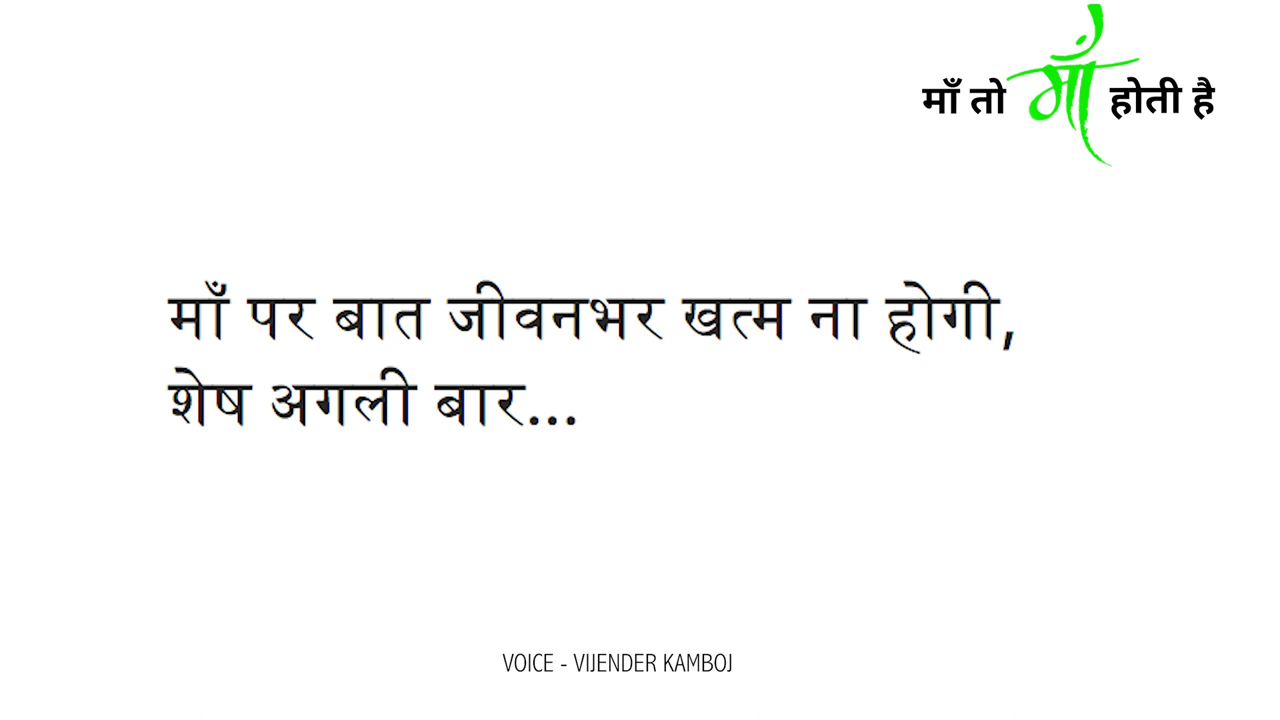 माँ तो माँ होती है
माँ पर बात जीवनभर खत्म ना होगी,
शेष अगली बार...
VOICE - VIJENDER KAMBOJ